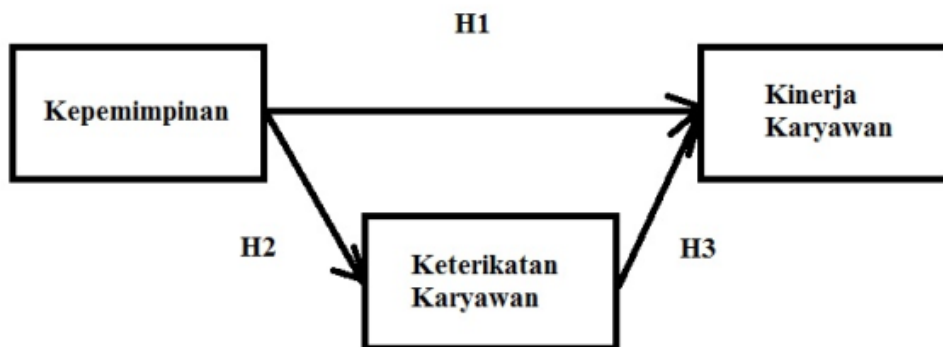 H1
Kepemimpinan
Kinerja
Karyawan
H2
Keterikatan
Karyawan
H3